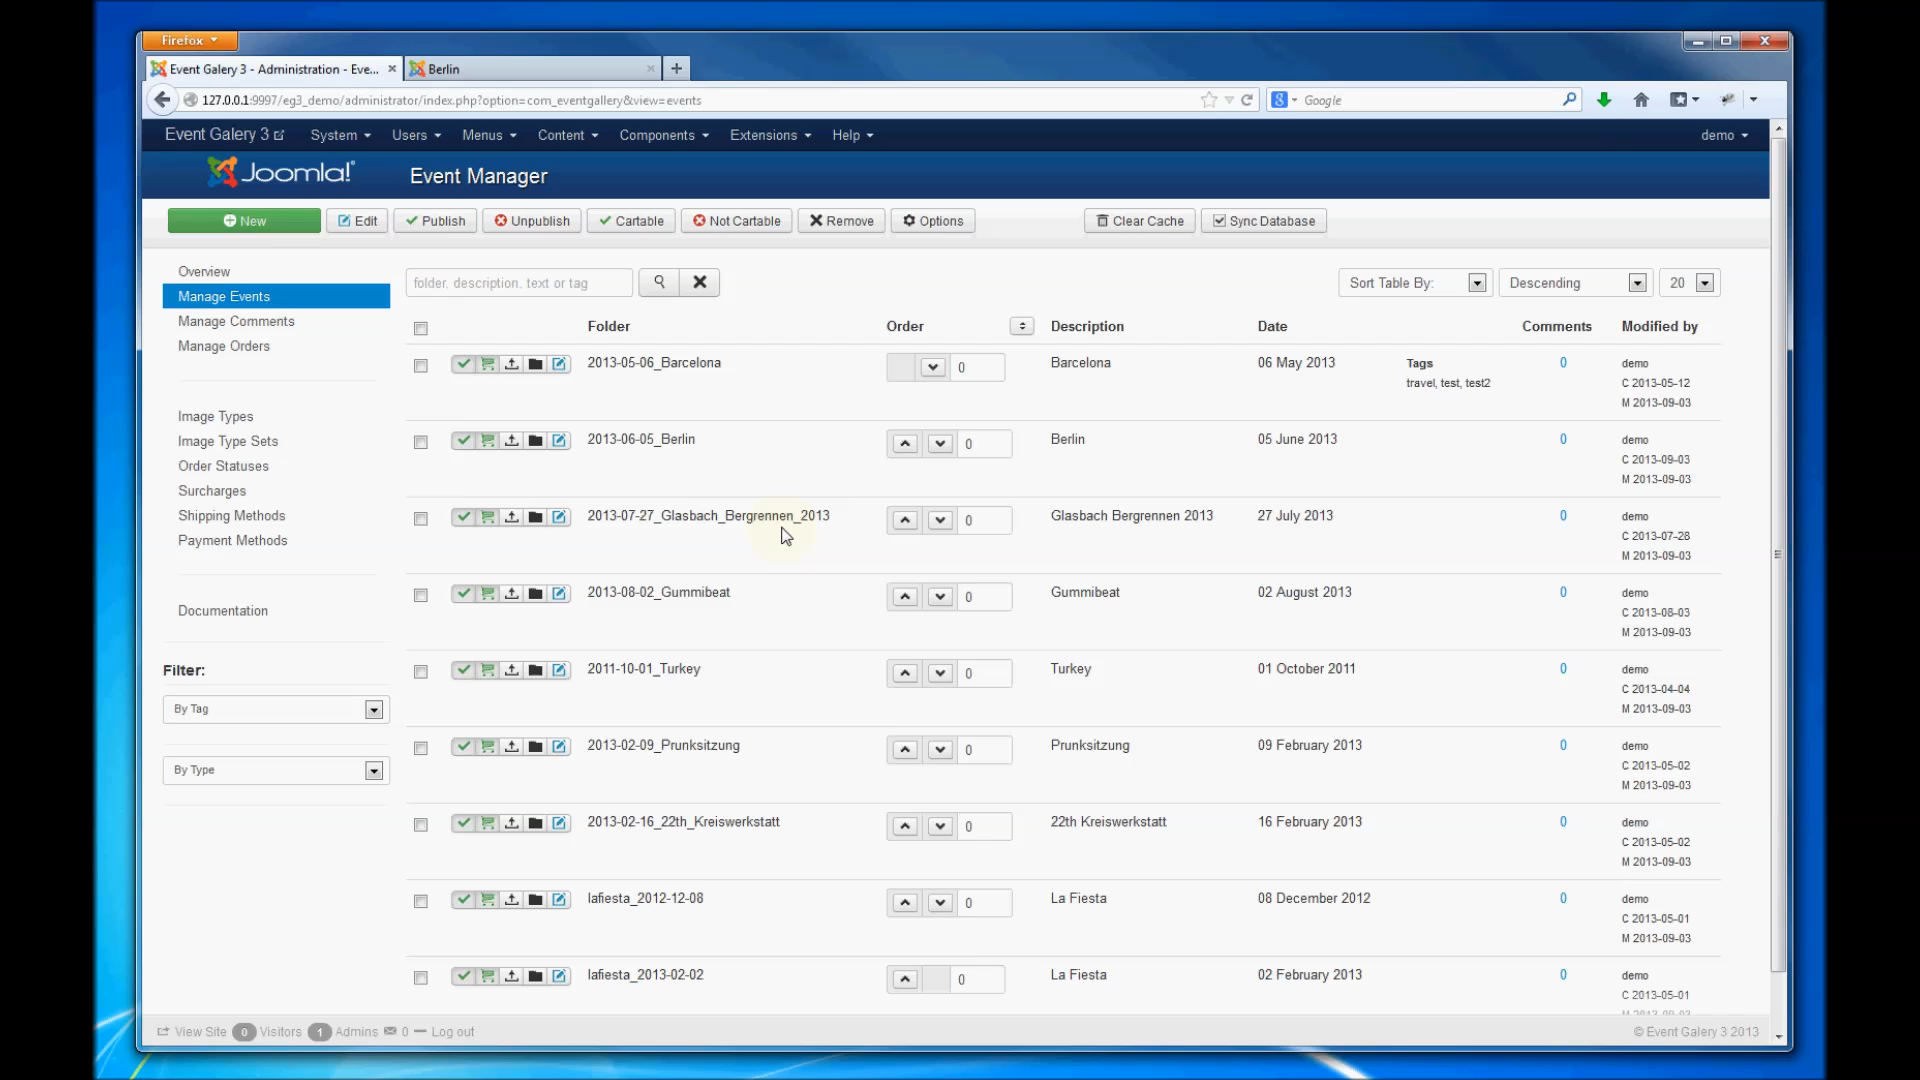 Firefox
Event Galery 3 - Administration - Eve...
Berlin
127.0.0.1:9997/eg3_demo/administrator/index.php?option=com_eventgallery&view=events
Google
Event Galery 3 System Users Menus Content Components Extensions Help demo
Joomla!® Event Manager
New Edit Publish Unpublish Cartable Not Cartable Remove Options Clear Cache Sync Database
Overview
Manage Events
Manage Comments
Manage Orders
Image Types
Image Type Sets
Order Statuses
Surcharges
Shipping Methods
Payment Methods
Documentation
Filter:
By Tag
By Type
folder, description, text or tag
Sort Table By: Descending 20
Folder Order Description Date Comments Modified by
2013-05-06_Barcelona 0 Barcelona 06 May 2013 Tags 0 demo
travel, test, test2 C 2013-05-12
M 2013-09-03
2013-06-05_Berlin 0 Berlin 05 June 2013 0 demo
C 2013-09-03
M 2013-09-03
2013-07-27_Glasbach_Bergrennen_2013 0 Glasbach Bergrennen 2013 27 July 2013 0 demo
C 2013-07-28
M 2013-09-03
2013-08-02_Gummibeat 0 Gummibeat 02 August 2013 0 demo
C 2013-08-03
M 2013-09-03
2011-10-01_Turkey 0 Turkey 01 October 2011 0 demo
C 2013-04-04
M 2013-09-03
2013-02-09_Prunksitzung 0 Prunksitzung 09 February 2013 0 demo
C 2013-05-02
M 2013-09-03
2013-02-16_22th_Kreiswerkstatt 0 22th Kreiswerkstatt 16 February 2013 0 demo
C 2013-05-02
M 2013-09-03
lafiesta_2012-12-08 0 La Fiesta 08 December 2012 0 demo
C 2013-05-01
M 2013-09-03
lafiesta_2013-02-02 0 La Fiesta 02 February 2013 0 demo
C 2013-05-01
View Site 0 Visitors 1 Admins 0 Log out © Event Galery 3 2013